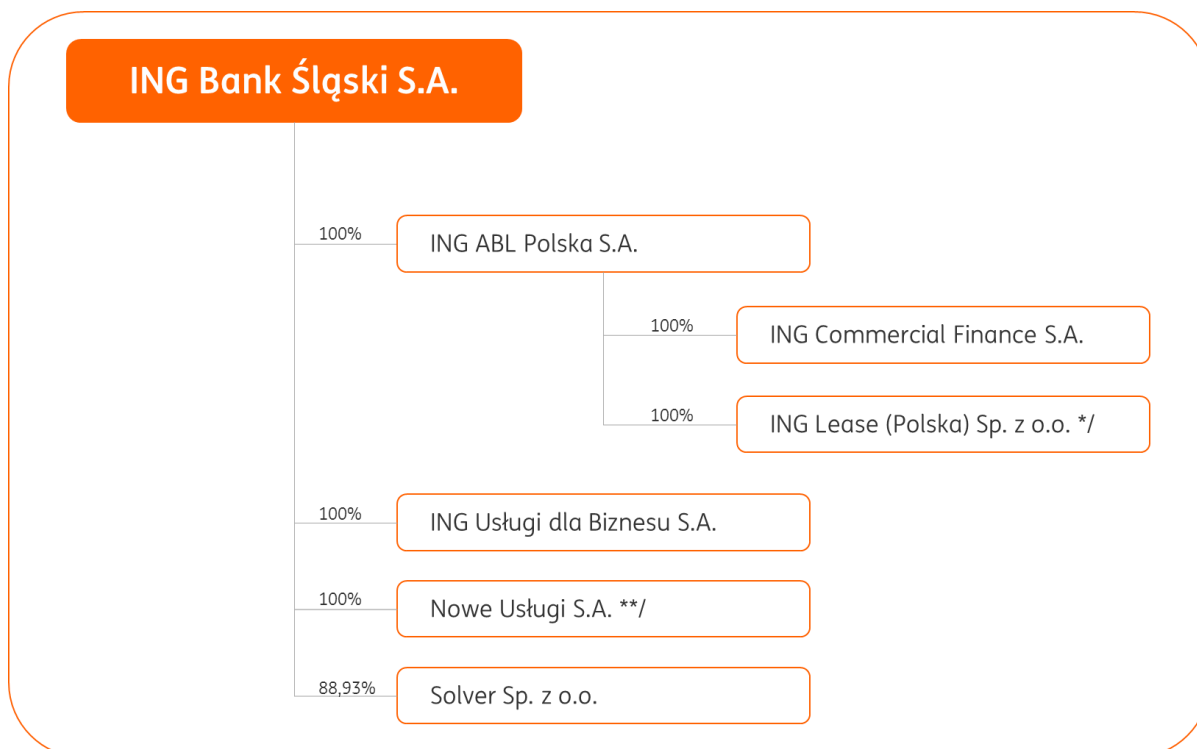 ING Bank Śląski S.A.
100%
ING ABL Polska S.A.
100%
ING Commercial Finance S.A.
100%
ING Lease (Polska) Sp. z o.o. */
100%
ING Usługi dla Biznesu S.A.
100%
Nowe Usługi S.A. **/
88,93%
Solver Sp. z o.o.